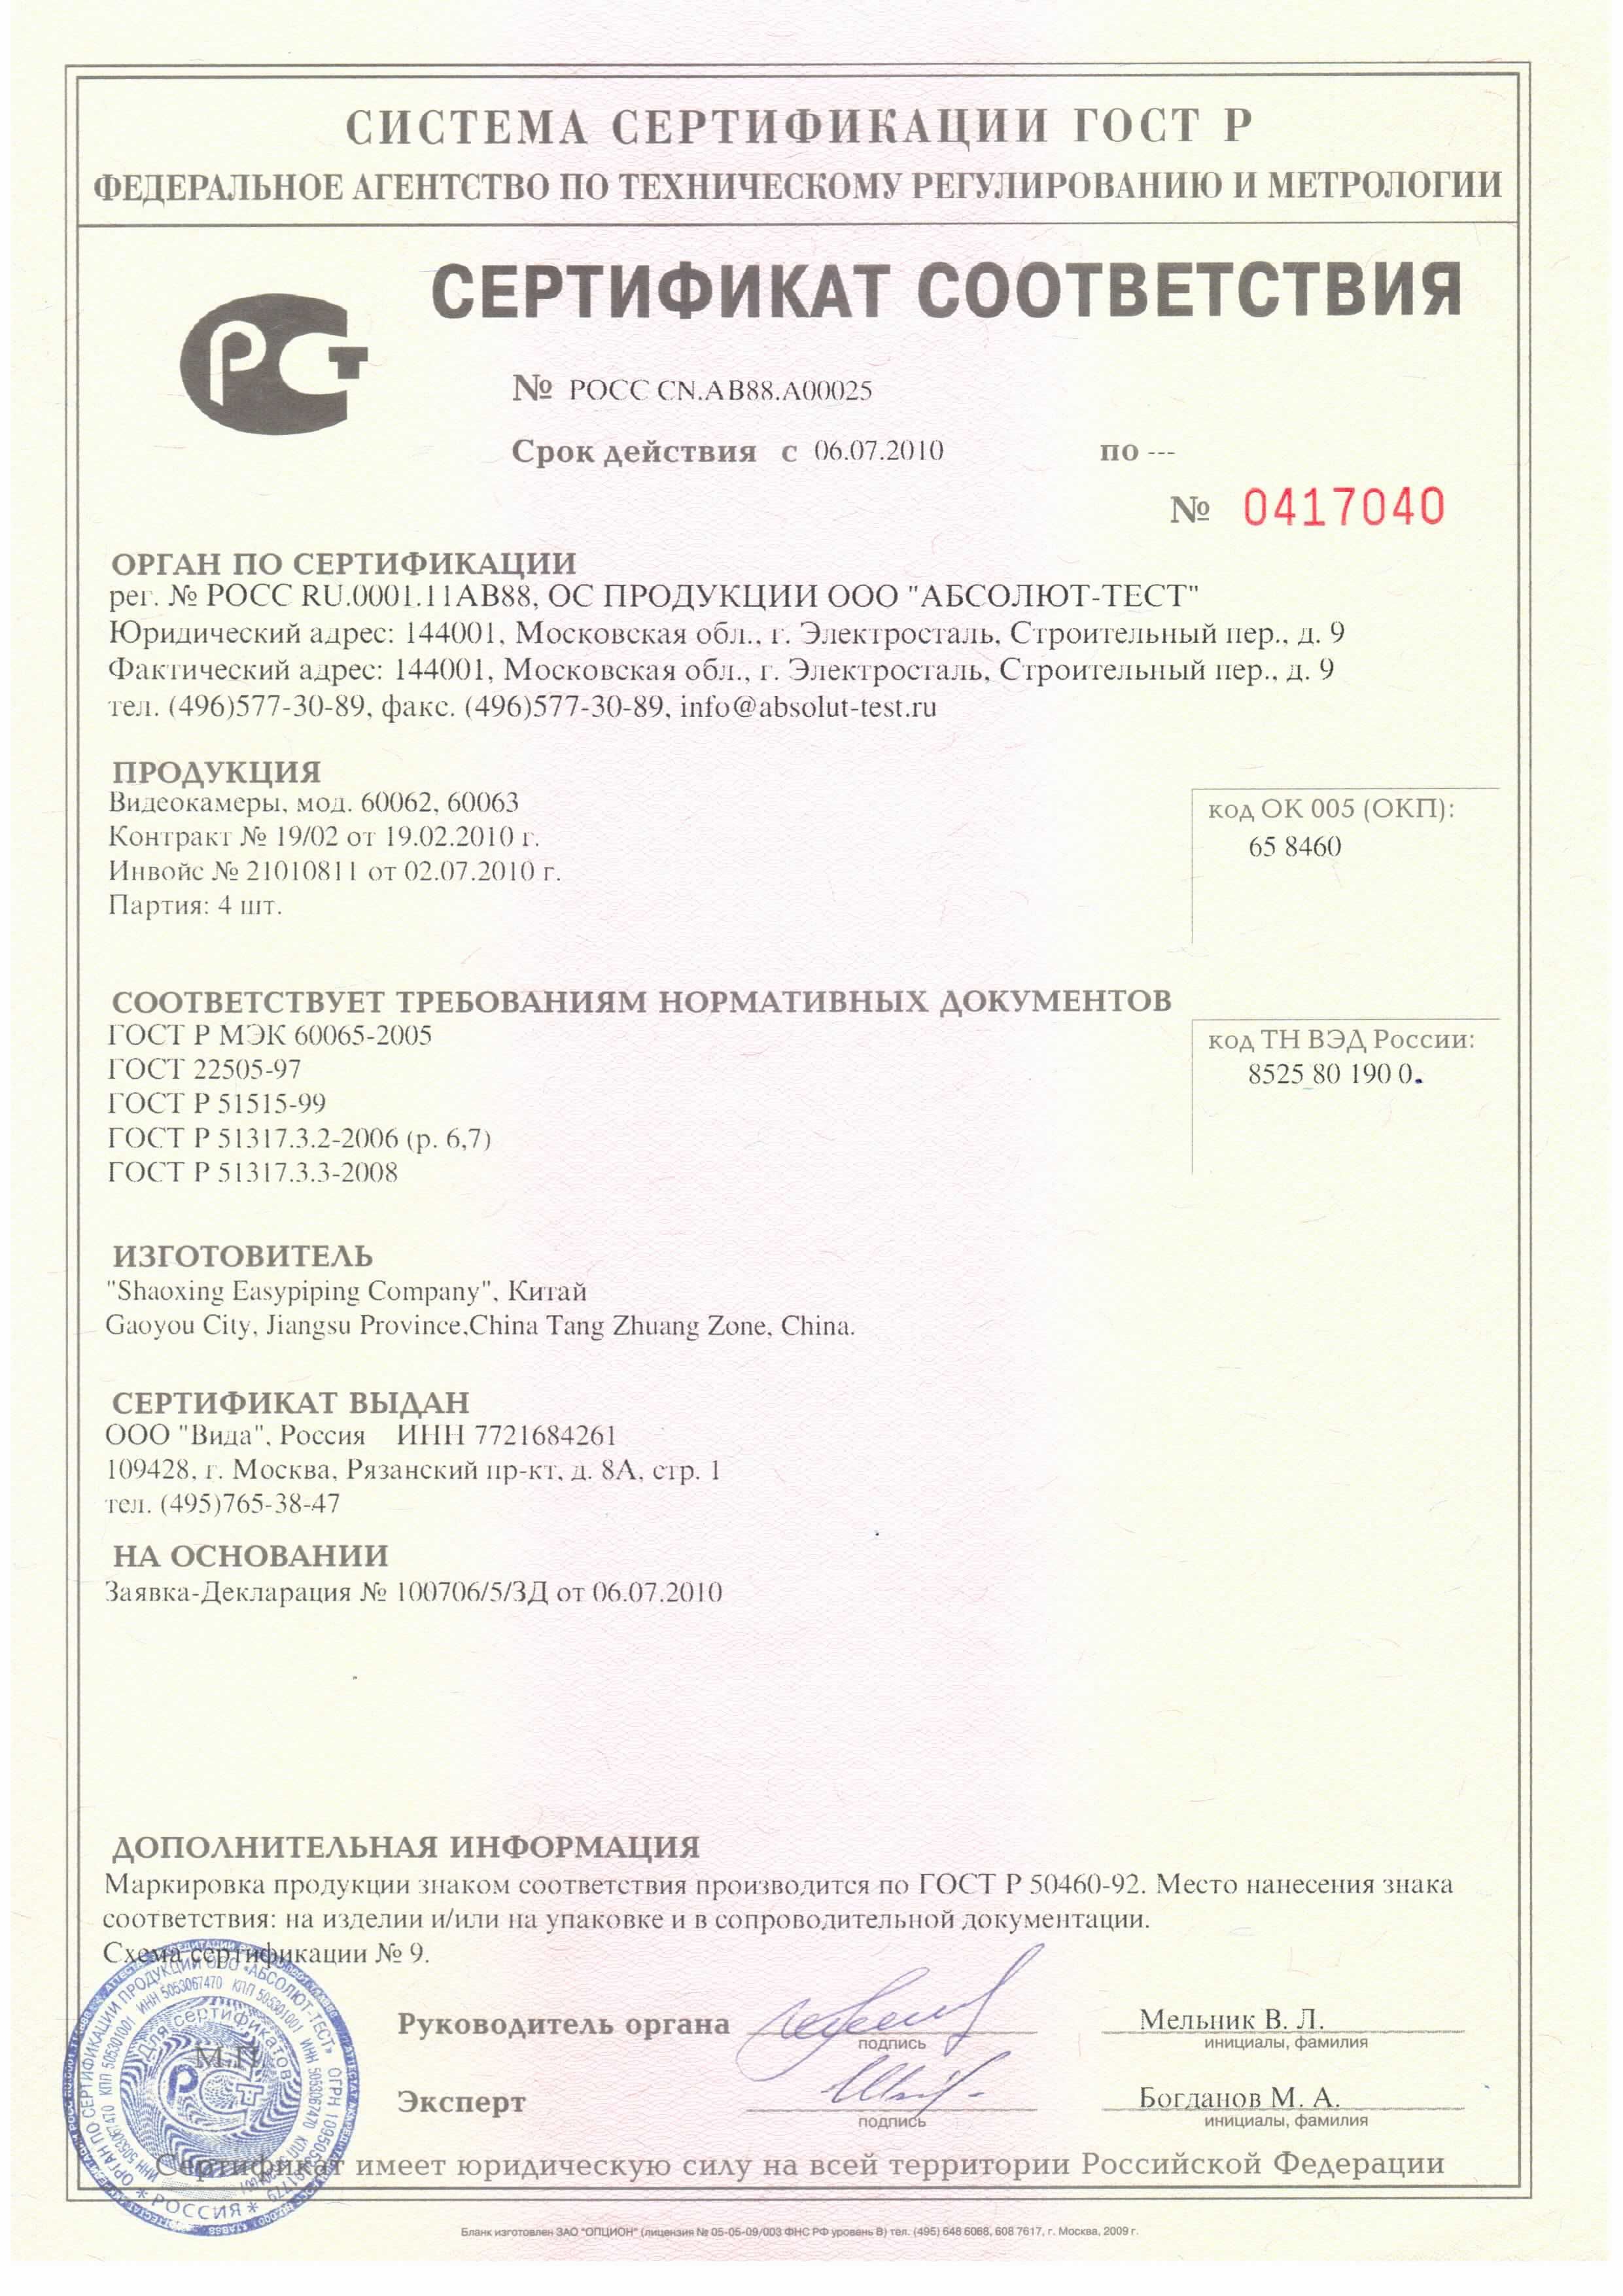 СИСТЕМА СЕРТИФИКАЦИИ ГОСТ Р
ФЕДЕРАЛЬНОЕ АГЕНТСТВО ПО ТЕХНИЧЕСКОМУ РЕГУЛИРОВАНИЮ И МЕТРОЛОГИИ
СЕРТИФИКАТ СООТВЕТСТВИЯ
РСТ
№ РОСС CN.АВ88.А00025
Срок действия с 06.07.2010 по ---
№ 0417040
ОРГАН ПО СЕРТИФИКАЦИИ
рег. № РОСС RU.0001.11АВ88, ОС ПРОДУКЦИИ ООО "АБСОЛЮТ-ТЕСТ"
Юридический адрес: 144001, Московская обл., г. Электросталь, Строительный пер., д. 9
Фактический адрес: 144001, Московская обл., г. Электросталь, Строительный пер., д. 9
тел. (496)577-30-89, факс. (496)577-30-89, info@absolut-test.ru
ПРОДУКЦИЯ
Видеокамеры, мод. 60062, 60063
Контракт № 19/02 от 19.02.2010 г.
Инвойс № 21010811 от 02.07.2010 г.
Партия: 4 шт.
код ОК 005 (ОКП):
65 8460
СООТВЕТСТВУЕТ ТРЕБОВАНИЯМ НОРМАТИВНЫХ ДОКУМЕНТОВ
ГОСТ Р МЭК 60065-2005
ГОСТ 22505-97
ГОСТ Р 51515-99
ГОСТ Р 51317.3.2-2006 (р. 6,7)
ГОСТ Р 51317.3.3-2008
код ТН ВЭД России:
8525 80 190 0.
ИЗГОТОВИТЕЛЬ
"Shaoxing Easypiping Company", Китай
Gaoyou City, Jiangsu Province,China Tang Zhuang Zone, China.
СЕРТИФИКАТ ВЫДАН
ООО "Вида", Россия ИНН 7721684261
109428, г. Москва, Рязанский пр-кт, д. 8А, стр. 1
тел. (495)765-38-47
НА ОСНОВАНИИ
Заявка-Декларация № 100706/5/ЗД от 06.07.2010
ДОПОЛНИТЕЛЬНАЯ ИНФОРМАЦИЯ
Маркировка продукции знаком соответствия производится по ГОСТ Р 50460-92. Место нанесения знака
соответствия: на изделии и/или на упаковке и в сопроводительной документации.
Схема сертификации № 9.
Руководитель органа
подпись
Мельник В. Л.
инициалы, фамилия
М.П.
Эксперт
подпись
Богданов М. А.
инициалы, фамилия
ОРГАН ПО СЕРТИФИКАЦИИ ПРОДУКЦИИ ООО «АБСОЛЮТ-ТЕСТ»
ИНН 5053067470 КПП 505301001
Для сертификатов
РСТ
* РОССИЯ *
Сертификат имеет юридическую силу на всей территории Российской Федерации
Бланк изготовлен ЗАО "ОПЦИОН" (лицензия № 05-05-09/003 ФНС РФ уровень В) тел. (495) 648 6068, 608 7617, г. Москва, 2009 г.